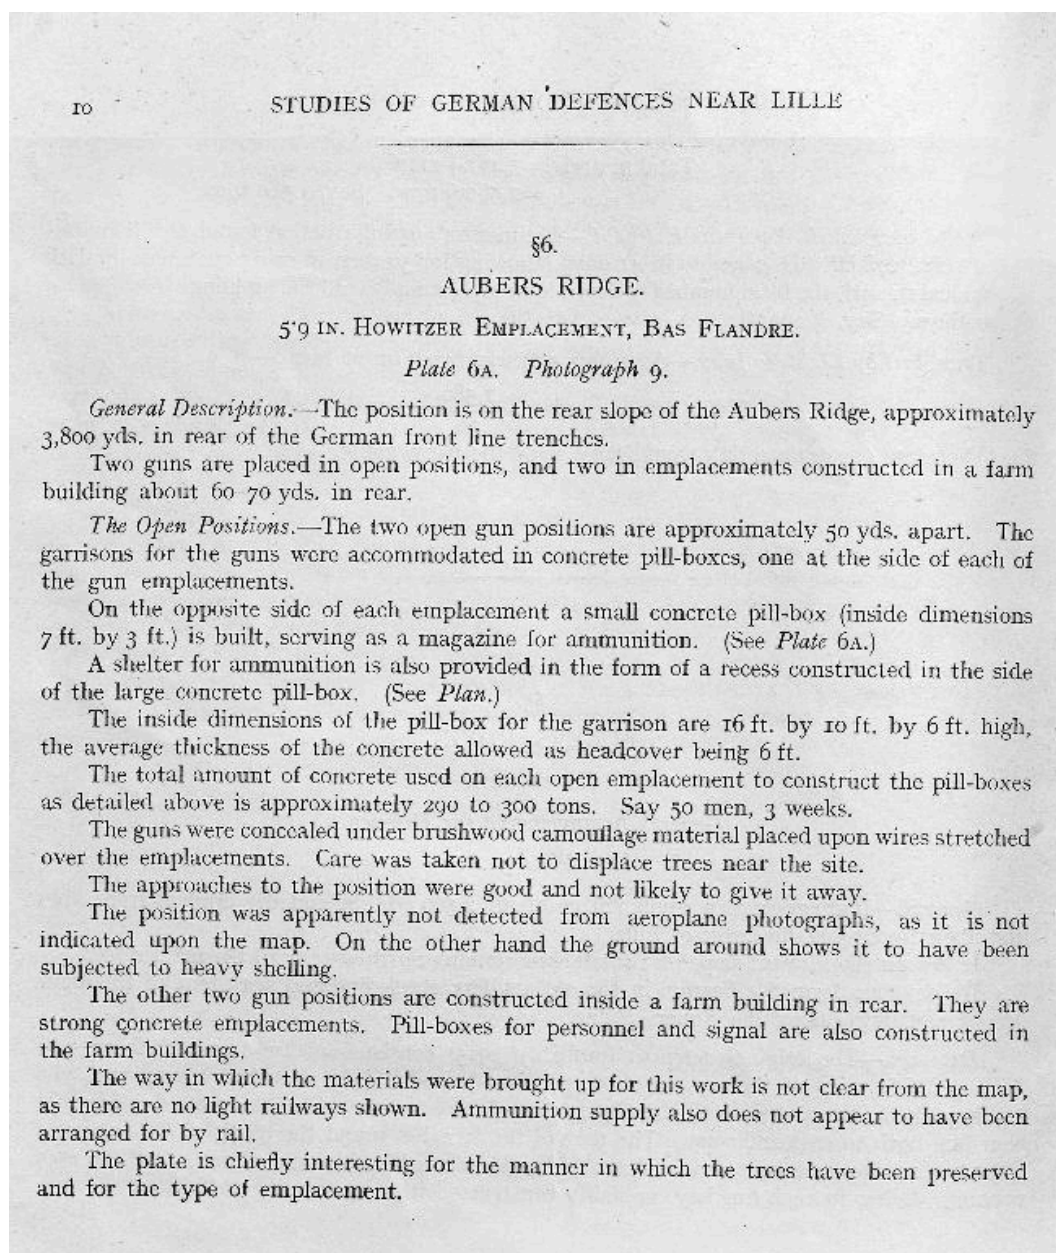 10 STUDIES OF GERMAN DEFENCES NEAR LILLE
§6.
AUBERS RIDGE.
5·9 IN. HOWITZER EMPLACEMENT, BAS FLANDRE.
Plate 6A. Photograph 9.
General Description.—The position is on the rear slope of the Aubers Ridge, approximately
3,800 yds. in rear of the German front line trenches.
Two guns are placed in open positions, and two in emplacements constructed in a farm
building about 60 70 yds. in rear.
The Open Positions.—The two open gun positions are approximately 50 yds. apart. The
garrisons for the guns were accommodated in concrete pill-boxes, one at the side of each of
the gun emplacements.
On the opposite side of each emplacement a small concrete pill-box (inside dimensions
7 ft. by 3 ft.) is built, serving as a magazine for ammunition. (See Plate 6A.)
A shelter for ammunition is also provided in the form of a recess constructed in the side
of the large concrete pill-box. (See Plan.)
The inside dimensions of the pill-box for the garrison are 16 ft. by 10 ft. by 6 ft. high,
the average thickness of the concrete allowed as headcover being 6 ft.
The total amount of concrete used on each open emplacement to construct the pill-boxes
as detailed above is approximately 290 to 300 tons. Say 50 men, 3 weeks.
The guns were concealed under brushwood camouflage material placed upon wires stretched
over the emplacements. Care was taken not to displace trees near the site.
The approaches to the position were good and not likely to give it away.
The position was apparently not detected from aeroplane photographs, as it is not
indicated upon the map. On the other hand the ground around shows it to have been
subjected to heavy shelling.
The other two gun positions are constructed inside a farm building in rear. They are
strong concrete emplacements. Pill-boxes for personnel and signal are also constructed in
the farm buildings.
The way in which the materials were brought up for this work is not clear from the map,
as there are no light railways shown. Ammunition supply also does not appear to have been
arranged for by rail.
The plate is chiefly interesting for the manner in which the trees have been preserved
and for the type of emplacement.